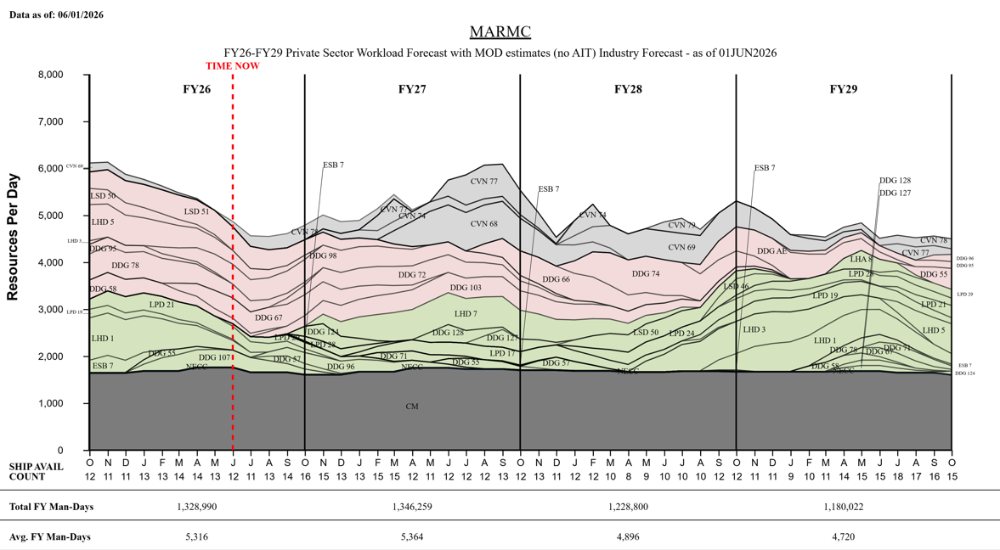 Data as of: 06/01/2026
MARMC
FY26-FY29 Private Sector Workload Forecast with MOD estimates (no AIT) Industry Forecast - as of 01JUN2026
TIME NOW
8,000
7,000
6,000
5,000
4,000
3,000
2,000
1,000
0
Resources Per Day
FY26 FY27 FY28 FY29
CVN 69
LSD 50
LSD 51
LHD 5
LHD 3
DDG 95
DDG 78
DDG 58
LPD 21
LPD 19
LHD 1
DDG 55
DDG 107
NECC
ESB 7
DDG 67
DDG 57
ESB 7
CVN 78
CVN 77
CVN 74
CVN 77
CVN 68
DDG 98
DDG 72
DDG 103
LHD 7
DDG 124
LPD 28
DDG 128
DDG 127
LPD 17
DDG 71
DDG 55
DDG 96
NECC
CM
ESB 7
CVN 74
CVN 79
CVN 69
DDG 66
DDG 74
LSD 50
LPD 24
DDG 57
NECC
LSD 46
ESB 7
DDG 128
DDG 127
DDG AE
LHA 8
LPD 28
LPD 19
LHD 3
LHD 1
DDG 78
DDG 67
DDG 71
DDG 58
NECC
CVN 78
CVN 77
DDG 55
LPD 21
LHD 5
DDG 96
DDG 95
LPD 29
ESB 7
DDG 124
O N D J F M A M J J A S O N D J F M A M J J A S O N D J F M A M J J A S O N D J F M A M J J A S O
SHIP AVAIL
COUNT
12 11 11 13 13 14 14 13 12 12 13 14 16 15 13 14 15 15 12 11 12 12 12 13 12 13 11 12 12 10 8 9 10 10 10 12 12 11 11 9 10 11 14 15 15 18 17 16 15
Total FY Man-Days 1,328,990 1,346,259 1,228,800 1,180,022
Avg. FY Man-Days 5,316 5,364 4,896 4,720